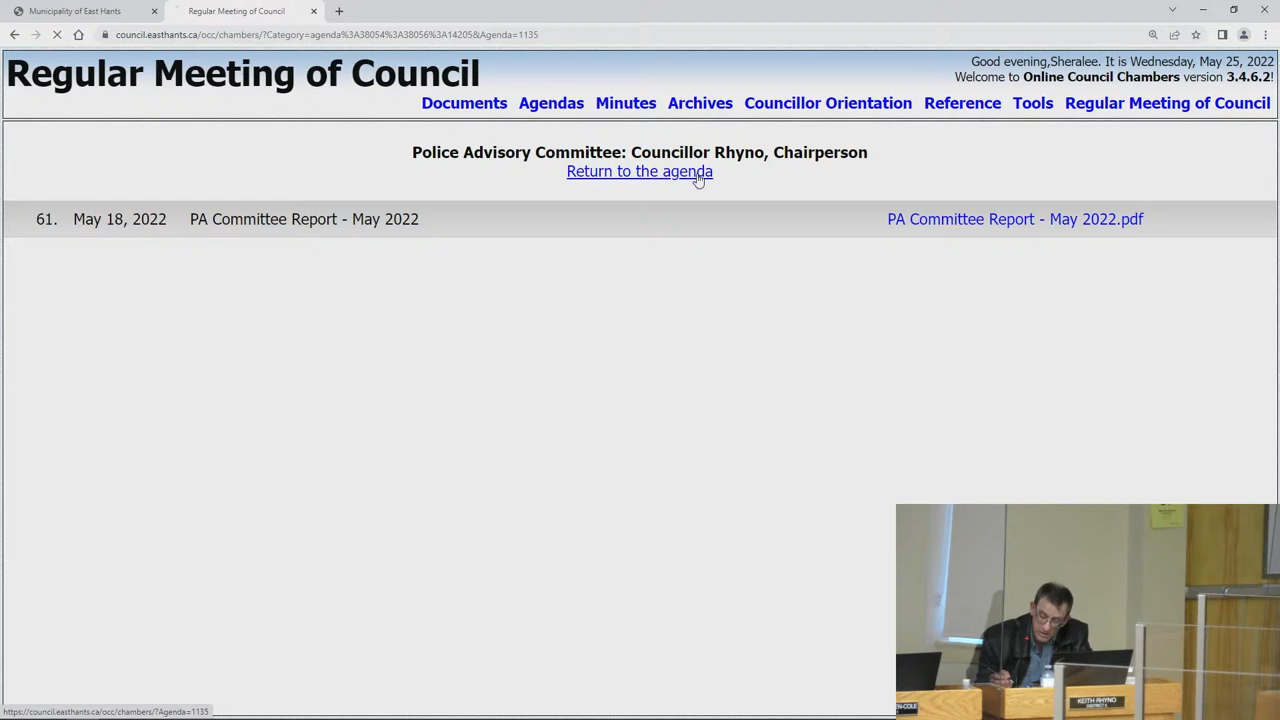 Municipality of East Hants
Regular Meeting of Council
council.easthants.ca/occ/chambers/?Category=agenda%3A38054%3A38056%3A14205&Agenda=1135
Regular Meeting of Council
Good evening,Sheralee. It is Wednesday, May 25, 2022
Welcome to Online Council Chambers version 3.4.6.2!
Documents Agendas Minutes Archives Councillor Orientation Reference Tools Regular Meeting of Council
Police Advisory Committee: Councillor Rhyno, Chairperson
Return to the agenda
61. May 18, 2022 PA Committee Report - May 2022 PA Committee Report - May 2022.pdf
KEITH RHYNO
https://council.easthants.ca/occ/chambers/?Agenda=1135